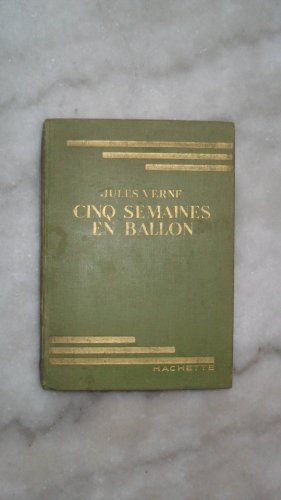 JULES VERNE
CINQ SEMAINES
EN BALLON
HACHETTE